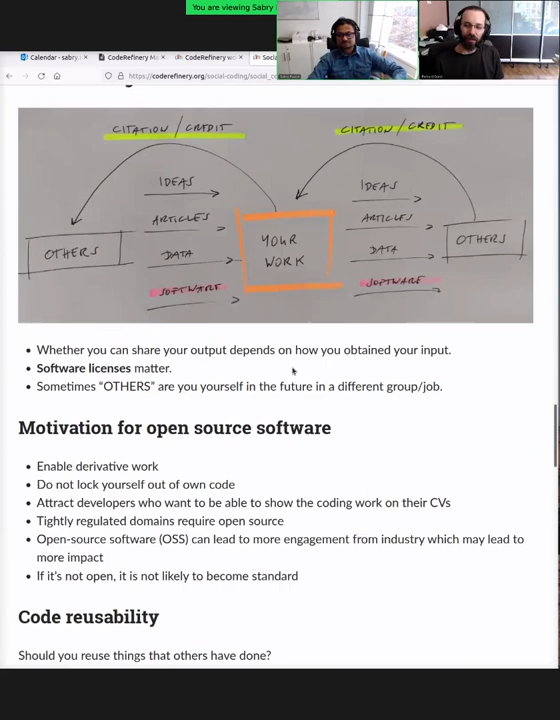 You are viewing Sabry
Calendar - sabry.r
CodeRefinery Ma
CodeRefinery wo
Socia
https://coderefinery.org/social-coding/social_co
CITATION/CREDIT
CITATION/CREDIT
IDEAS
IDEAS
ARTICLES
ARTICLES
OTHERS
DATA
YOUR
WORK
DATA
OTHERS
SOFTWARE
SOFTWARE
Whether you can share your output depends on how you obtained your input.
Software licenses matter.
Sometimes “OTHERS” are you yourself in the future in a different group/job.
Motivation for open source software
Enable derivative work
Do not lock yourself out of own code
Attract developers who want to be able to show the coding work on their CVs
Tightly regulated domains require open source
Open-source software (OSS) can lead to more engagement from industry which may lead to
more impact
If it's not open, it is not likely to become standard
Code reusability
Should you reuse things that others have done?